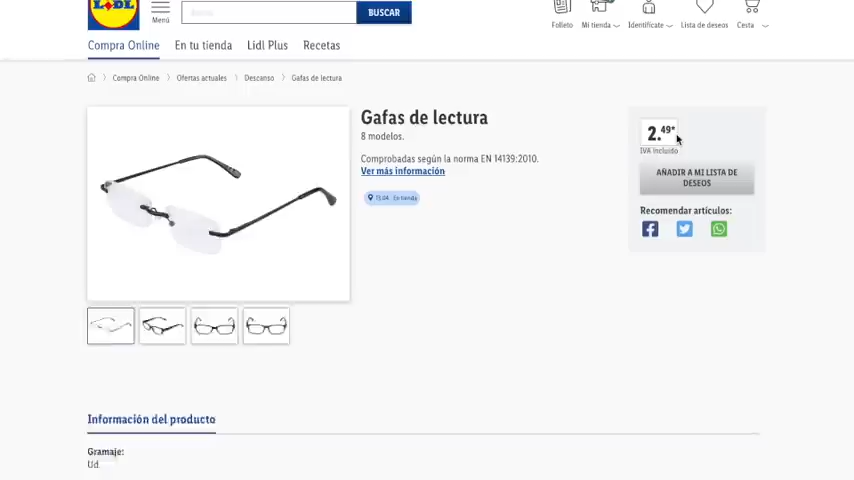 LIDL
Menú
BUSCAR
Folleto
Mi tienda
Identifícate
Lista de deseos
Cesta
Compra Online
En tu tienda
Lidl Plus
Recetas
Compra Online
Ofertas actuales
Descanso
Gafas de lectura
Gafas de lectura
8 modelos.
Comprobadas según la norma EN 14139:2010.
Ver más información
En tienda
2.49*
IVA incluido
AÑADIR A MI LISTA DE
DESEOS
Recomendar artículos:
Información del producto
Gramaje:
Ud.